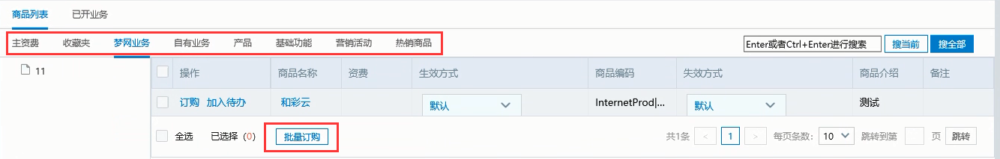 商品列表 已开业务
主资费 收藏夹 梦网业务 自有业务 产品 基础功能 营销活动 热销商品 Enter或者Ctrl+Enter进行搜索 搜当前 搜全部
11
操作 商品名称 资费 生效方式 商品编码 失效方式 商品介绍 备注
订购 加入待办 和彩云 默认 InternetProd|... 默认 测试
全选 已选择（0） 批量订购 共1条 < 1 > 每页条数： 10 跳转到第 页 跳转